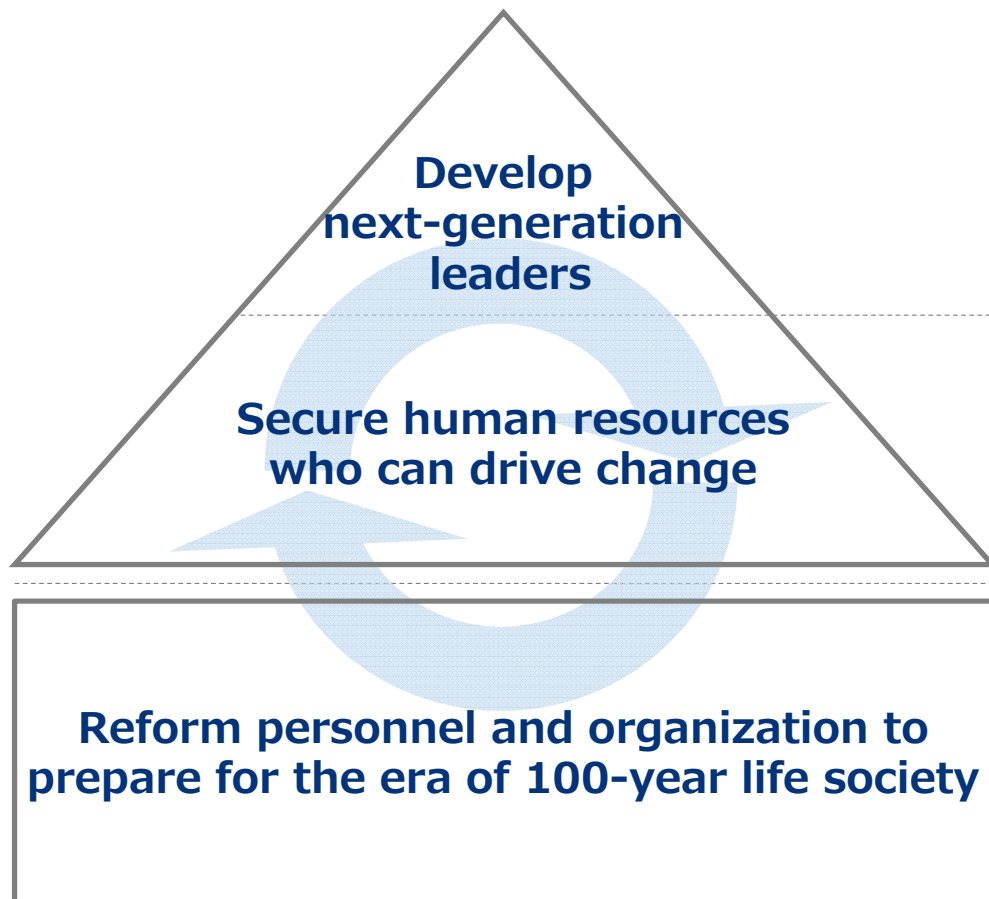 Develop
next-generation
leaders
Secure human resources
who can drive change
Reform personnel and organization to
prepare for the era of 100-year life society